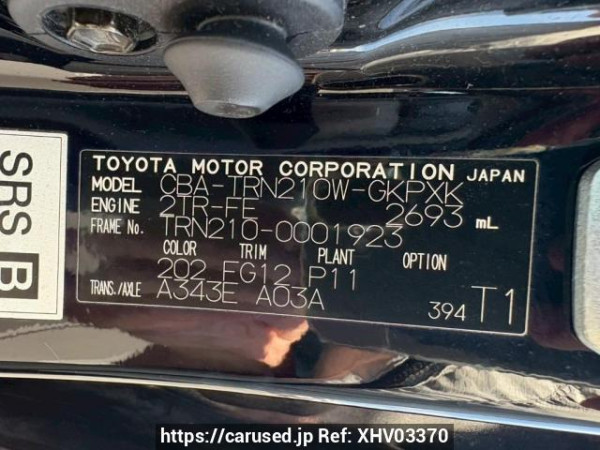 SRS B
TOYOTA MOTOR CORPORATION JAPAN
MODEL CBA-TRN210W-GKPXK
ENGINE 2TR-FE 2693 mL
FRAME No. TRN210-0001923
COLOR TRIM PLANT OPTION
202 FG12 P11
TRANS./AXLE A343E A03A 394 T1
https://carused.jp Ref: XHV03370